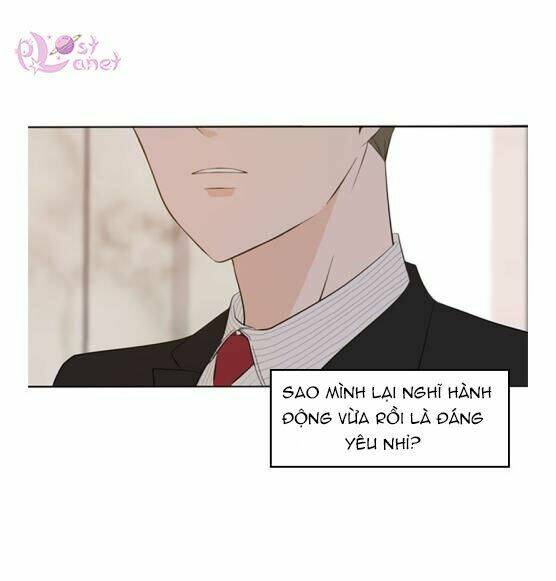 Lost
Planet
SAO MÌNH LẠI NGHĨ HÀNH
ĐỘNG VỪA RỒI LÀ ĐÁNG
YÊU NHỈ?